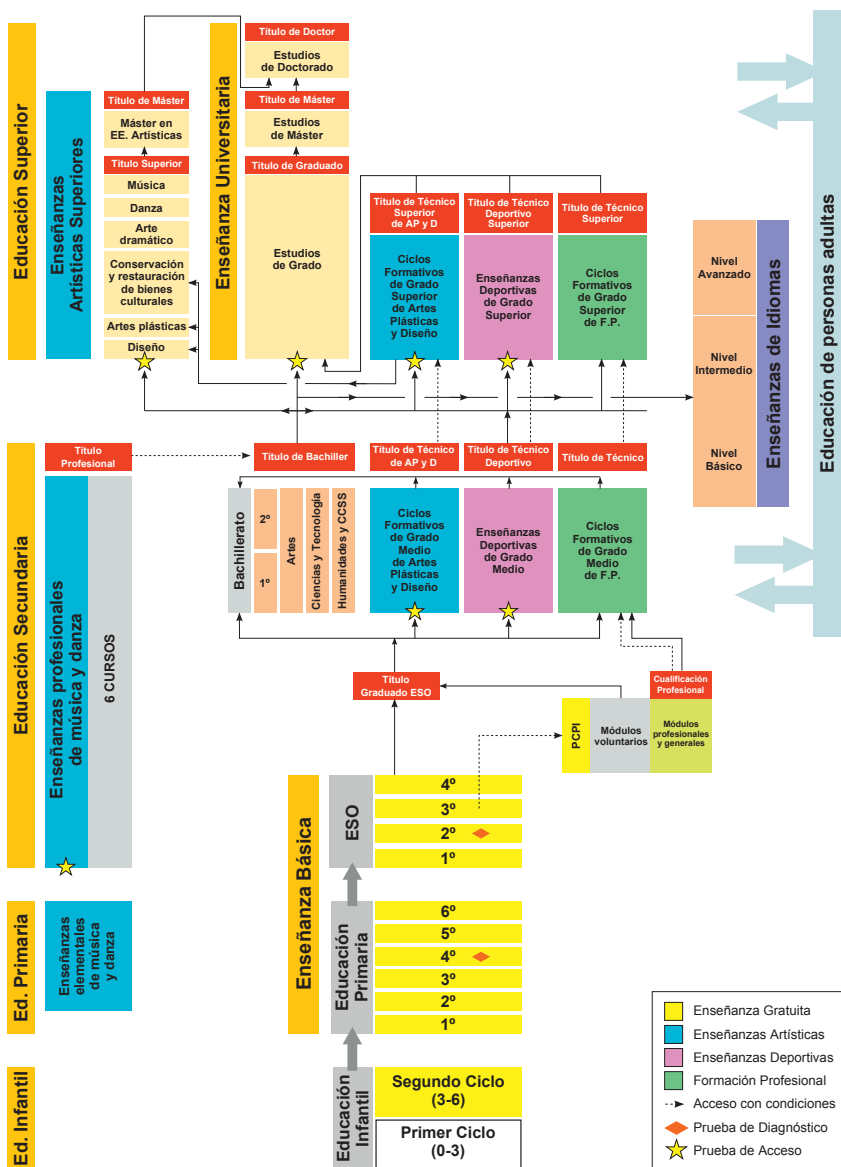 Educación Superior
Enseñanzas
Artísticas Superiores
Título de Máster
Máster en
EE. Artísticas
Título Superior
Música
Danza
Arte
dramático
Conservación
y restauración
de bienes
culturales
Artes plásticas
Diseño
Enseñanza Universitaria
Título de Doctor
Estudios
de Doctorado
Título de Máster
Estudios
de Máster
Título de Graduado
Estudios
de Grado
Título de Técnico
Superior
de AP y D
Ciclos
Formativos
de Grado
Superior
de Artes
Plásticas
y Diseño
Título de Técnico
Deportivo
Superior
Enseñanzas
Deportivas
de Grado
Superior
Título de Técnico
Superior
Ciclos
Formativos
de Grado
Superior
de F.P.
Nivel
Avanzado
Nivel
Intermedio
Nivel
Básico
Enseñanzas de Idiomas
Educación de personas adultas
Educación Secundaria
Título
Profesional
Enseñanzas profesionales
de música y danza
6 CURSOS
Título de Bachiller
Bachillerato
2º
1º
Artes
Ciencias y Tecnología
Humanidades y CCSS
Título de Técnico
de AP y D
Ciclos
Formativos
de Grado
Medio
de Artes
Plásticas
y Diseño
Título de Técnico
Deportivo
Enseñanzas
Deportivas
de Grado
Medio
Título de Técnico
Ciclos
Formativos
de Grado
Medio
de F.P.
Título
Graduado ESO
Cualificación
Profesional
PCPI
Módulos
voluntarios
Módulos
profesionales
y generales
Enseñanza Básica
ESO
4º
3º
2º
1º
Ed. Primaria
Enseñanzas
elementales
de música
y danza
Educación
Primaria
6º
5º
4º
3º
2º
1º
Ed. Infantil
Educación
Infantil
Segundo Ciclo
(3-6)
Primer Ciclo
(0-3)
Enseñanza Gratuita
Enseñanzas Artísticas
Enseñanzas Deportivas
Formación Profesional
Acceso con condiciones
Prueba de Diagnóstico
Prueba de Acceso